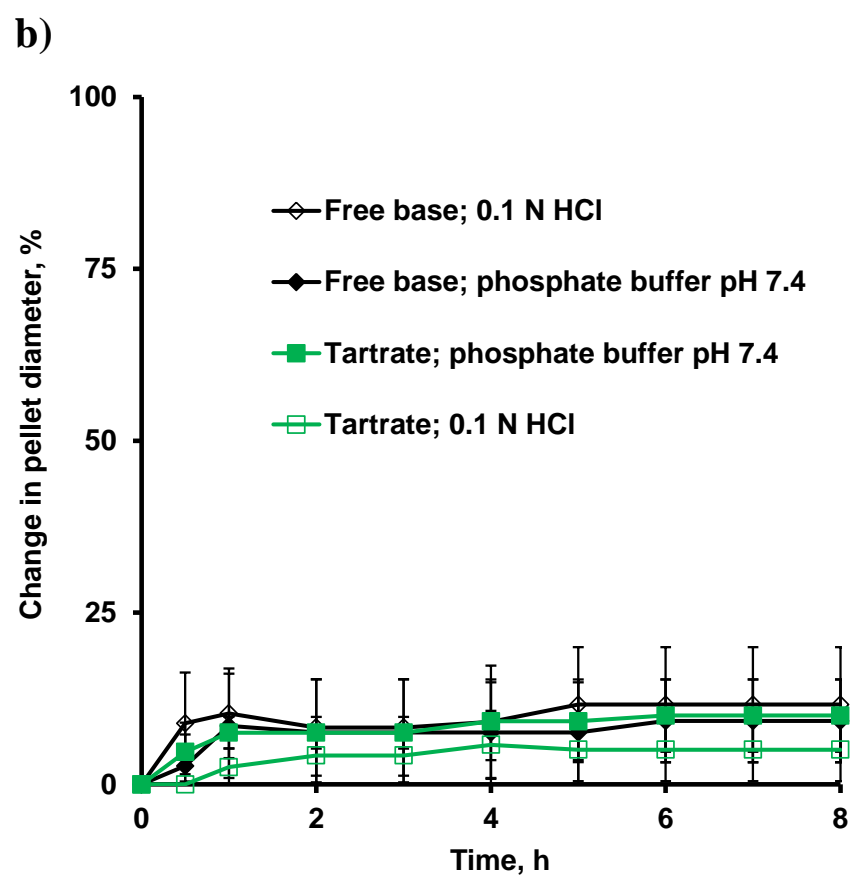 b)
100
75
50
25
0
Change in pellet diameter, %
Free base; 0.1 N HCl
Free base; phosphate buffer pH 7.4
Tartrate; phosphate buffer pH 7.4
Tartrate; 0.1 N HCl
0 2 4 6 8
Time, h